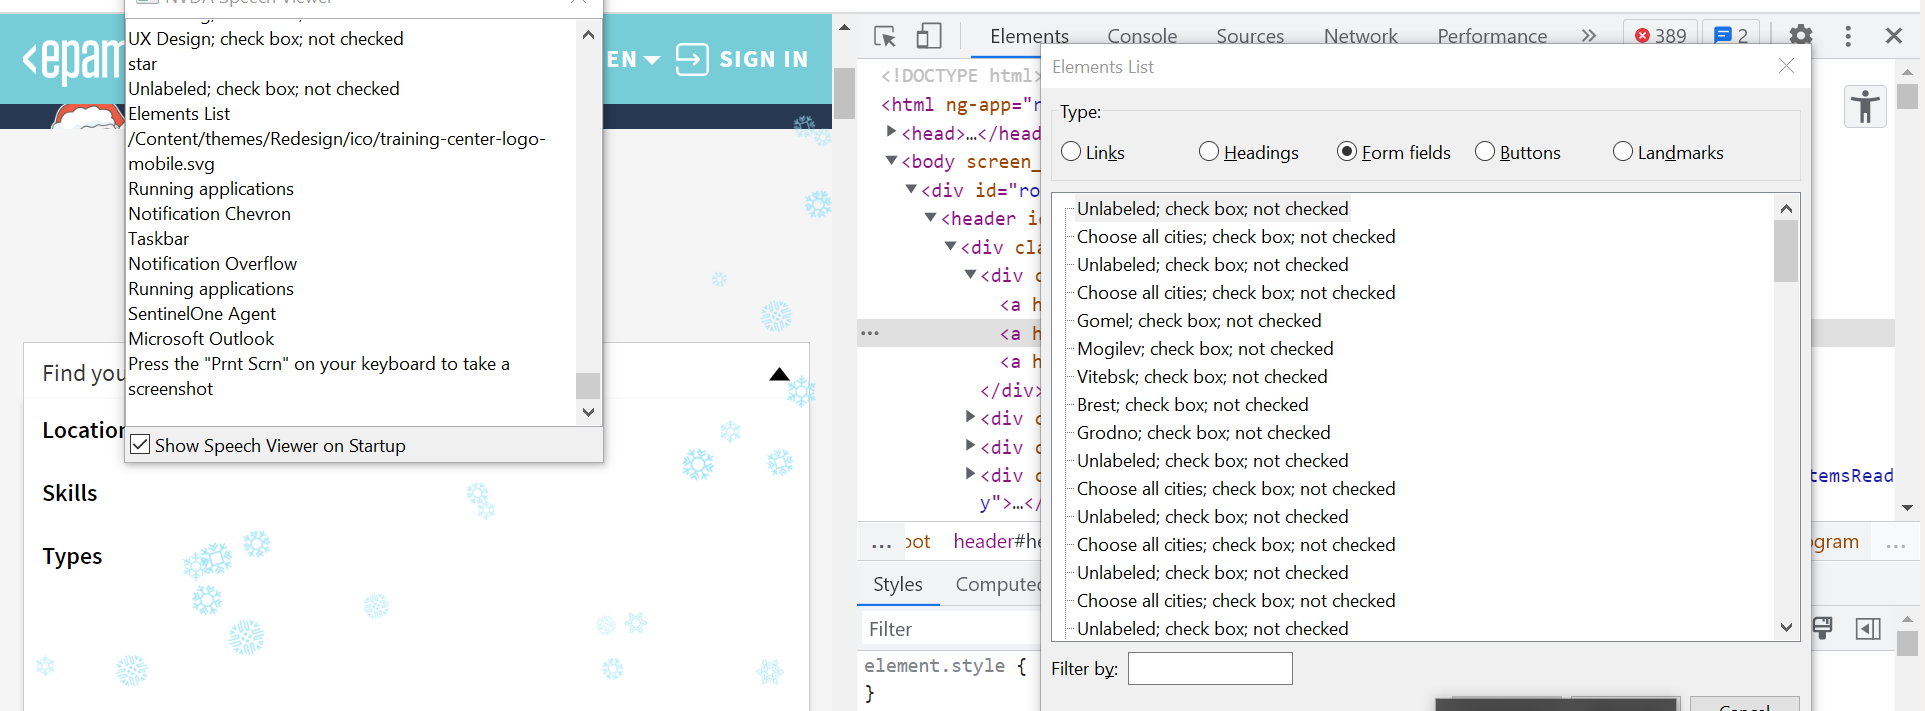 NVDA Speech Viewer
UX Design; check box; not checked
star
Unlabeled; check box; not checked
Elements List
/Content/themes/Redesign/ico/training-center-logo-
mobile.svg
Running applications
Notification Chevron
Taskbar
Notification Overflow
Running applications
SentinelOne Agent
Microsoft Outlook
Press the "Prnt Scrn" on your keyboard to take a
screenshot
Show Speech Viewer on Startup
<epam
EN
SIGN IN
Find you
Location
Skills
Types
Elements
Console
Sources
Network
Performance
»
389
2
<!DOCTYPE html>
<html ng-app="r
<head>…</head
<body screen_
<div id="ro
<header i
<div cla
<div c
<a h
<a h
<a h
</div>
<div c
<div c
<div c
y">…</
temsRead
... oot header#he
ogram ...
Styles
Computed
Filter
element.style {
}
Elements List
Type:
Links
Headings
Form fields
Buttons
Landmarks
Unlabeled; check box; not checked
Choose all cities; check box; not checked
Unlabeled; check box; not checked
Choose all cities; check box; not checked
Gomel; check box; not checked
Mogilev; check box; not checked
Vitebsk; check box; not checked
Brest; check box; not checked
Grodno; check box; not checked
Unlabeled; check box; not checked
Choose all cities; check box; not checked
Unlabeled; check box; not checked
Choose all cities; check box; not checked
Unlabeled; check box; not checked
Choose all cities; check box; not checked
Unlabeled; check box; not checked
Filter by:
Cancel